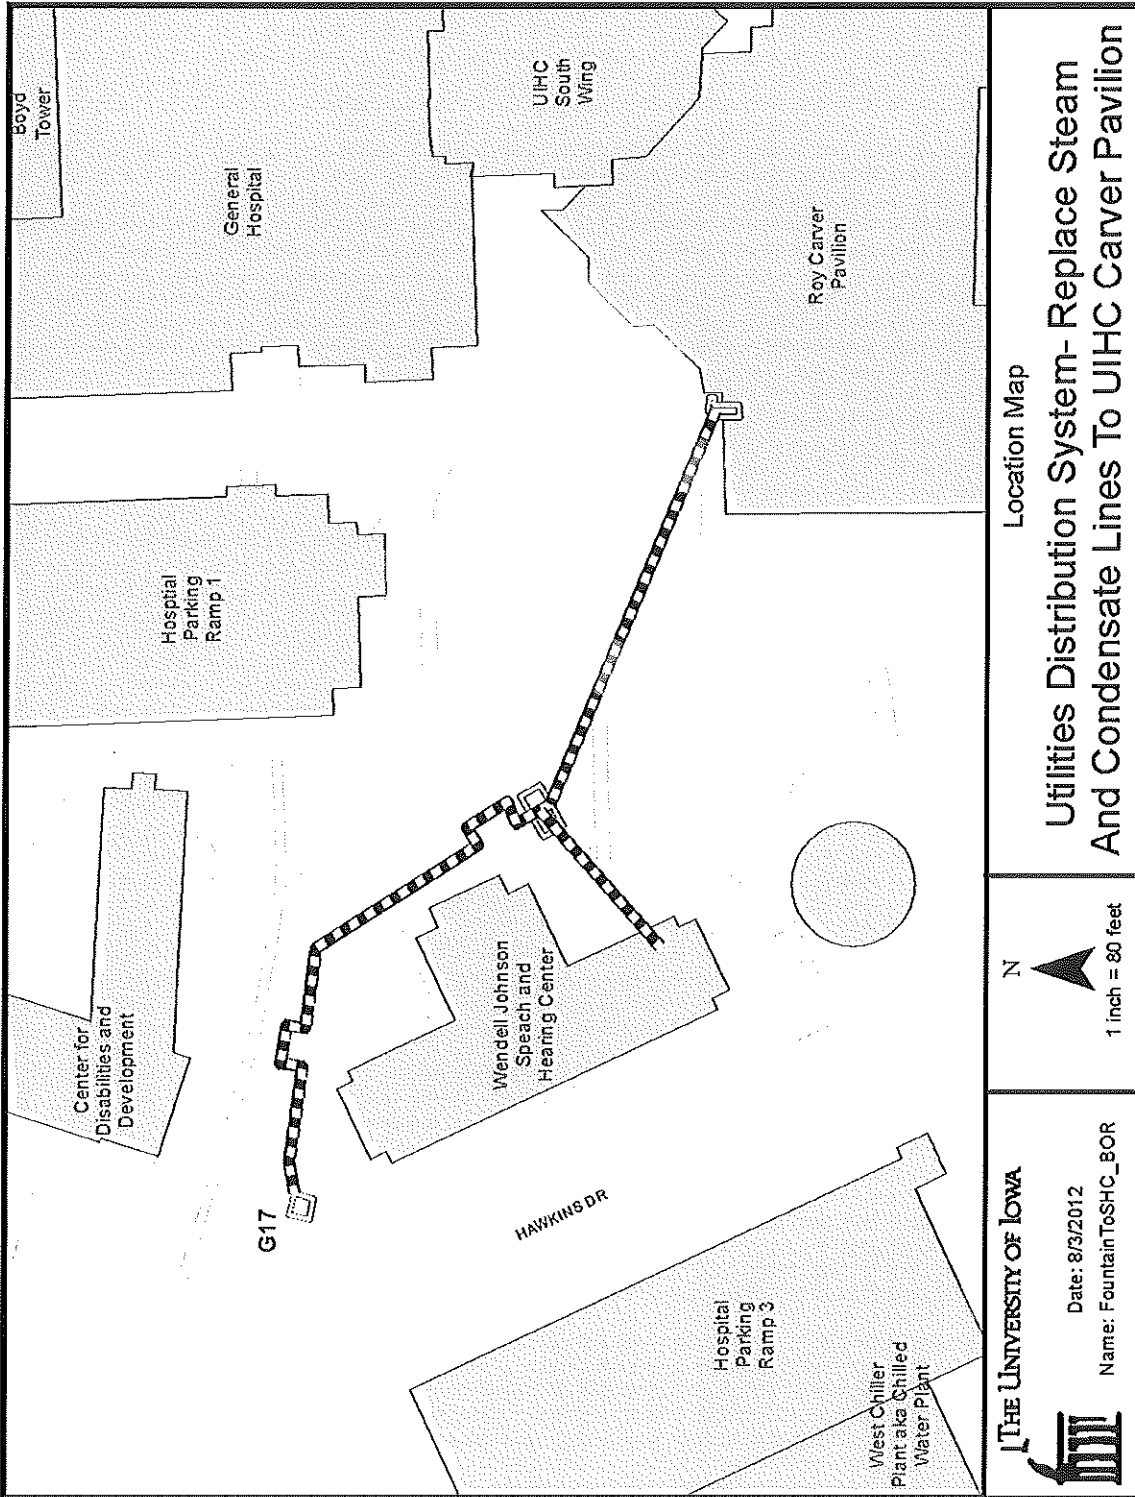 Boyd
Tower
General
Hospital
UIHC
South
Wing
Hosptial
Parking
Ramp 1
Roy Carver
Pavilion
Center for
Disabilities and
Development
Wendell Johnson
Speach and
Hearing Center
G17
HAWKINS DR
Hospital
Parking
Ramp 3
West Chiller
Plant aka Chilled
Water Plant
THE UNIVERSITY OF IOWA
Date: 8/3/2012
Name: FountainToSHC_BOR
N
1 inch = 80 feet
Location Map
Utilities Distribution System- Replace Steam
And Condensate Lines To UIHC Carver Pavilion